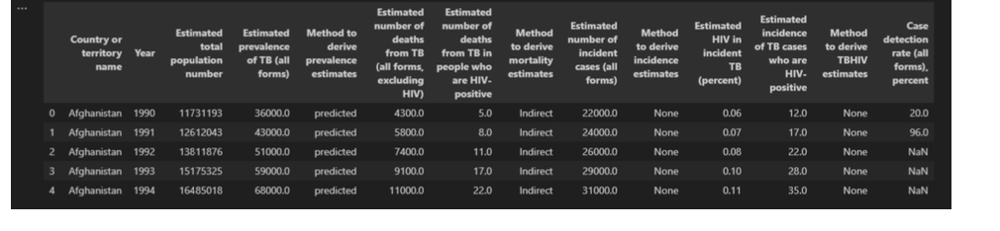 ...
Country or territory name Year Estimated total population number Estimated prevalence of TB (all forms) Method to derive prevalence estimates Estimated number of deaths from TB (all forms, excluding HIV) Estimated number of deaths from TB in people who are HIV-positive Method to derive mortality estimates Estimated number of incident cases (all forms) Method to derive incidence estimates Estimated HIV in incident TB (percent) Estimated incidence of TB cases who are HIV-positive Method to derive TBHIV estimates Case detection rate (all forms), percent
0 Afghanistan 1990 11731193 36000.0 predicted 4300.0 5.0 Indirect 22000.0 None 0.06 12.0 None 20.0
1 Afghanistan 1991 12612043 43000.0 predicted 5800.0 8.0 Indirect 24000.0 None 0.07 17.0 None 96.0
2 Afghanistan 1992 13811876 51000.0 predicted 7400.0 11.0 Indirect 26000.0 None 0.08 22.0 None NaN
3 Afghanistan 1993 15175325 59000.0 predicted 9100.0 17.0 Indirect 29000.0 None 0.10 28.0 None NaN
4 Afghanistan 1994 16485018 68000.0 predicted 11000.0 22.0 Indirect 31000.0 None 0.11 35.0 None NaN